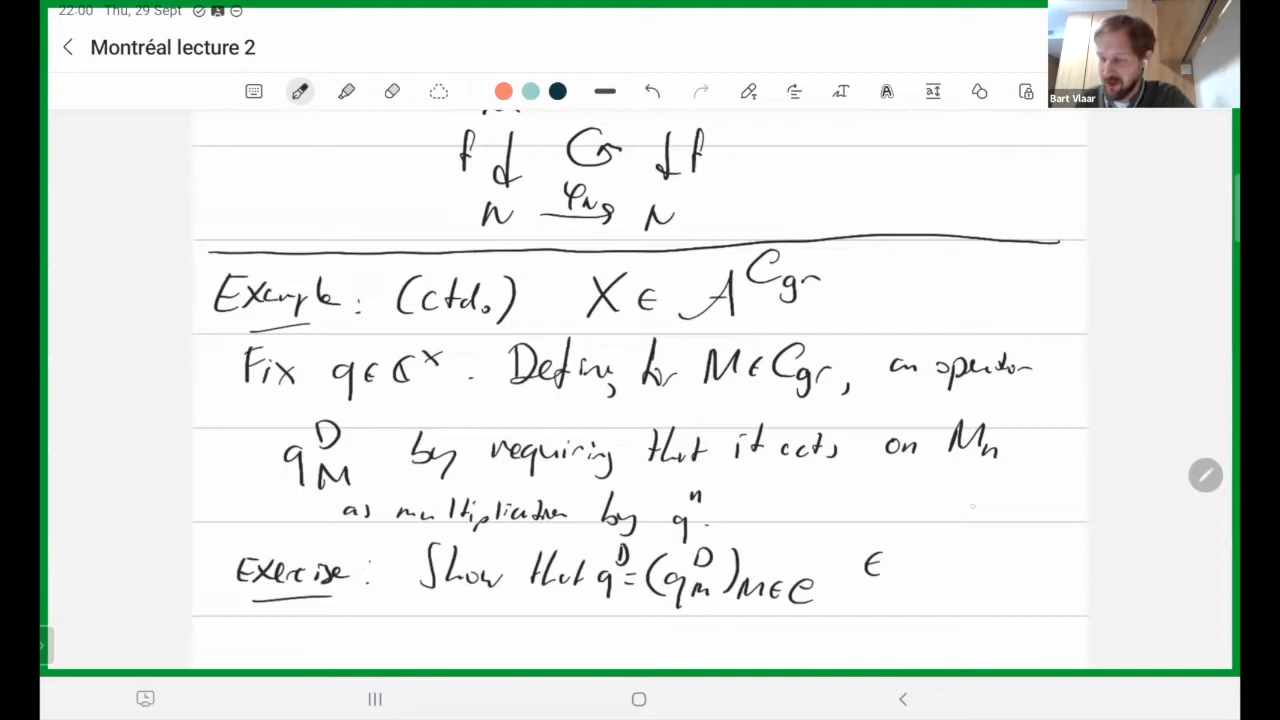 22:00 Thu, 29 Sept
Montréal lecture 2
Bart Vlaar
f ↓ G ↓ f
N →φ_N N
Example: (ctd.) X ∈ A^{C_gr}
Fix q ∈ ℂ^×. Define, for M ∈ C_gr, an operator
q^D_M by requiring that it acts on M_n
as multiplication by q^n.
Exercise: Show that q^D = (q^D_M)_{M∈C} ∈